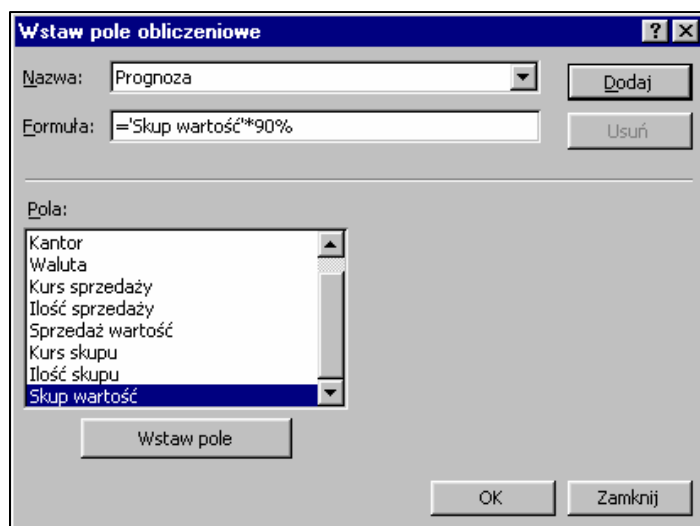 Wstaw pole obliczeniowe
Nazwa: Prognoza Dodaj
Formuła: ='Skup wartość'*90% Usuń
Pola:
Kantor
Waluta
Kurs sprzedaży
Ilość sprzedaży
Sprzedaż wartość
Kurs skupu
Ilość skupu
Skup wartość
Wstaw pole
OK Zamknij